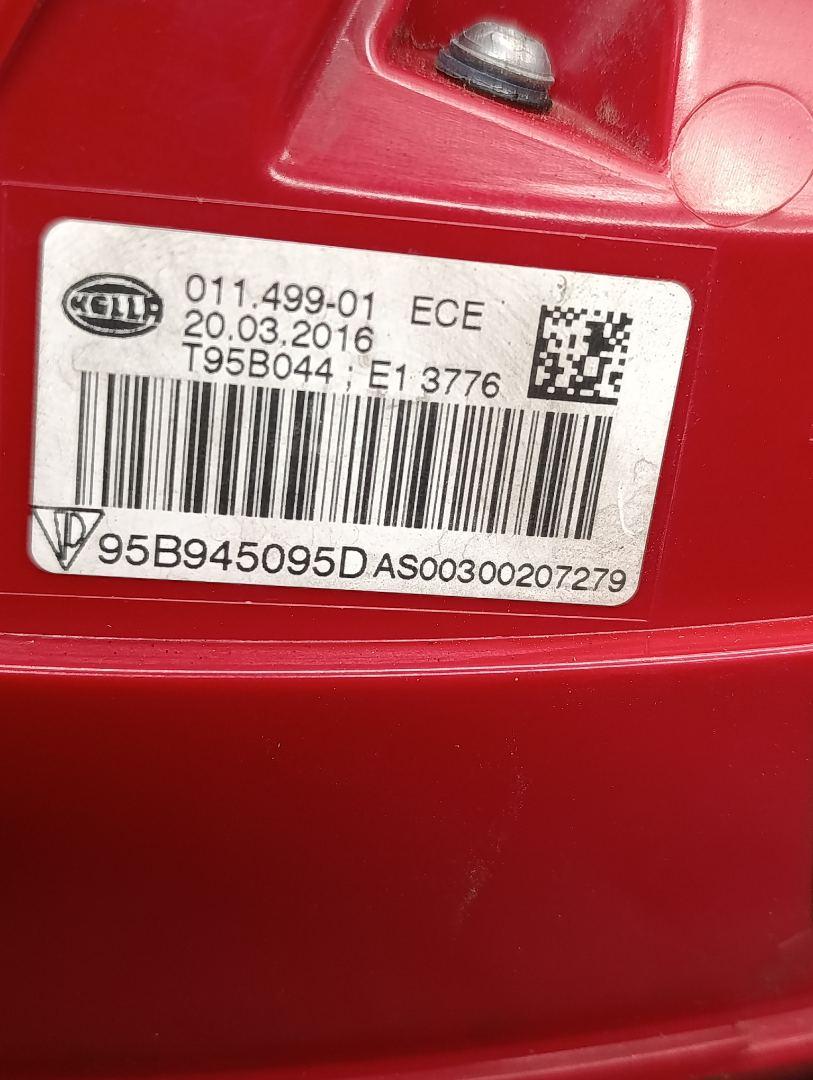 HELLA
011.499-01 ECE
20.03.2016
T95B044 ; E1 3776
95B945095D AS00300207279